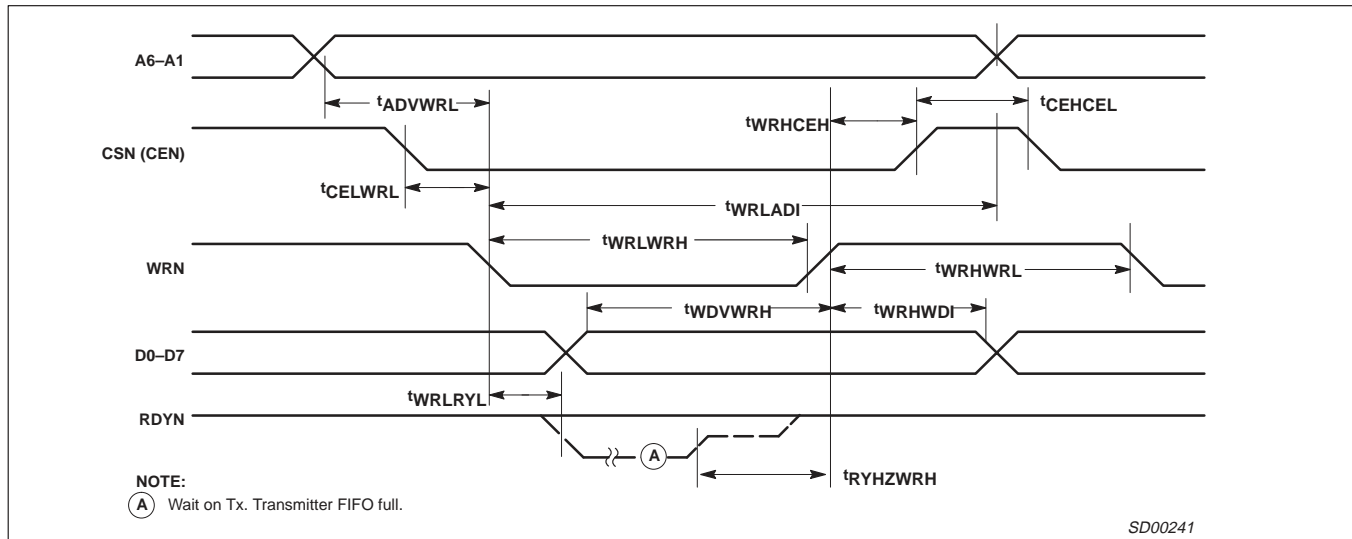 A6–A1
tADVWRL
tCEHCEL
tWRHCEH
CSN (CEN)
tCELWRL
tWRLADI
tWRLWRH
WRN
tWRHWRL
tWDVWRH
tWRHWDI
D0–D7
tWRLRYL
RDYN
A
tRYHZWRH
NOTE:
A Wait on Tx. Transmitter FIFO full.
SD00241